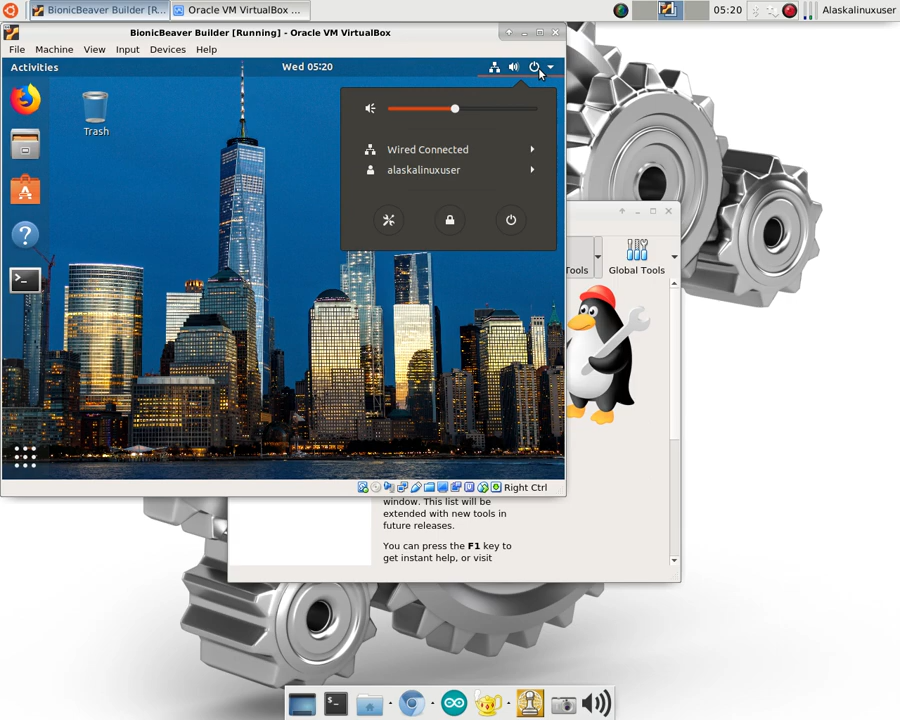 BionicBeaver Builder [R...
Oracle VM VirtualBox ...
05:20
Alaskalinuxuser
BionicBeaver Builder [Running] - Oracle VM VirtualBox
File Machine View Input Devices Help
Activities
Wed 05:20
Trash
Wired Connected
alaskalinuxuser
Tools
Global Tools
Right Ctrl
window. This list will be
extended with new tools in
future releases.
You can press the F1 key to
get instant help, or visit